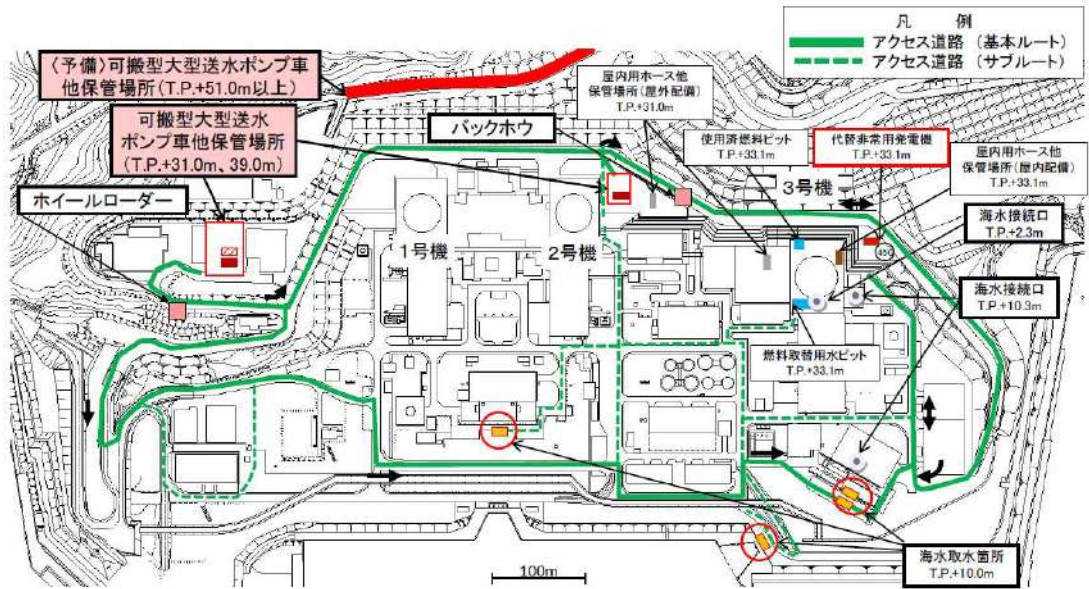 凡　例
アクセス道路 (基本ルート)
アクセス道路 (サブルート)
〈予備〉可搬型大型送水ポンプ車
他保管場所(T.P.+51.0m以上)
可搬型大型送水
ポンプ車他保管場所
(T.P.+31.0m、39.0m)
ホイールローダー
バックホウ
屋内用ホース他
保管場所(屋外配備)
T.P.+31.0m
使用済燃料ピット
T.P.+33.1m
代替非常用発電機
T.P.+33.1m
屋内用ホース他
保管場所(屋内配備)
T.P.+33.1m
3号機
海水接続口
T.P.+2.3m
海水接続口
T.P.+10.3m
1号機
2号機
燃料取替用水ピット
T.P.+33.1m
海水取水箇所
T.P.+10.0m
100m